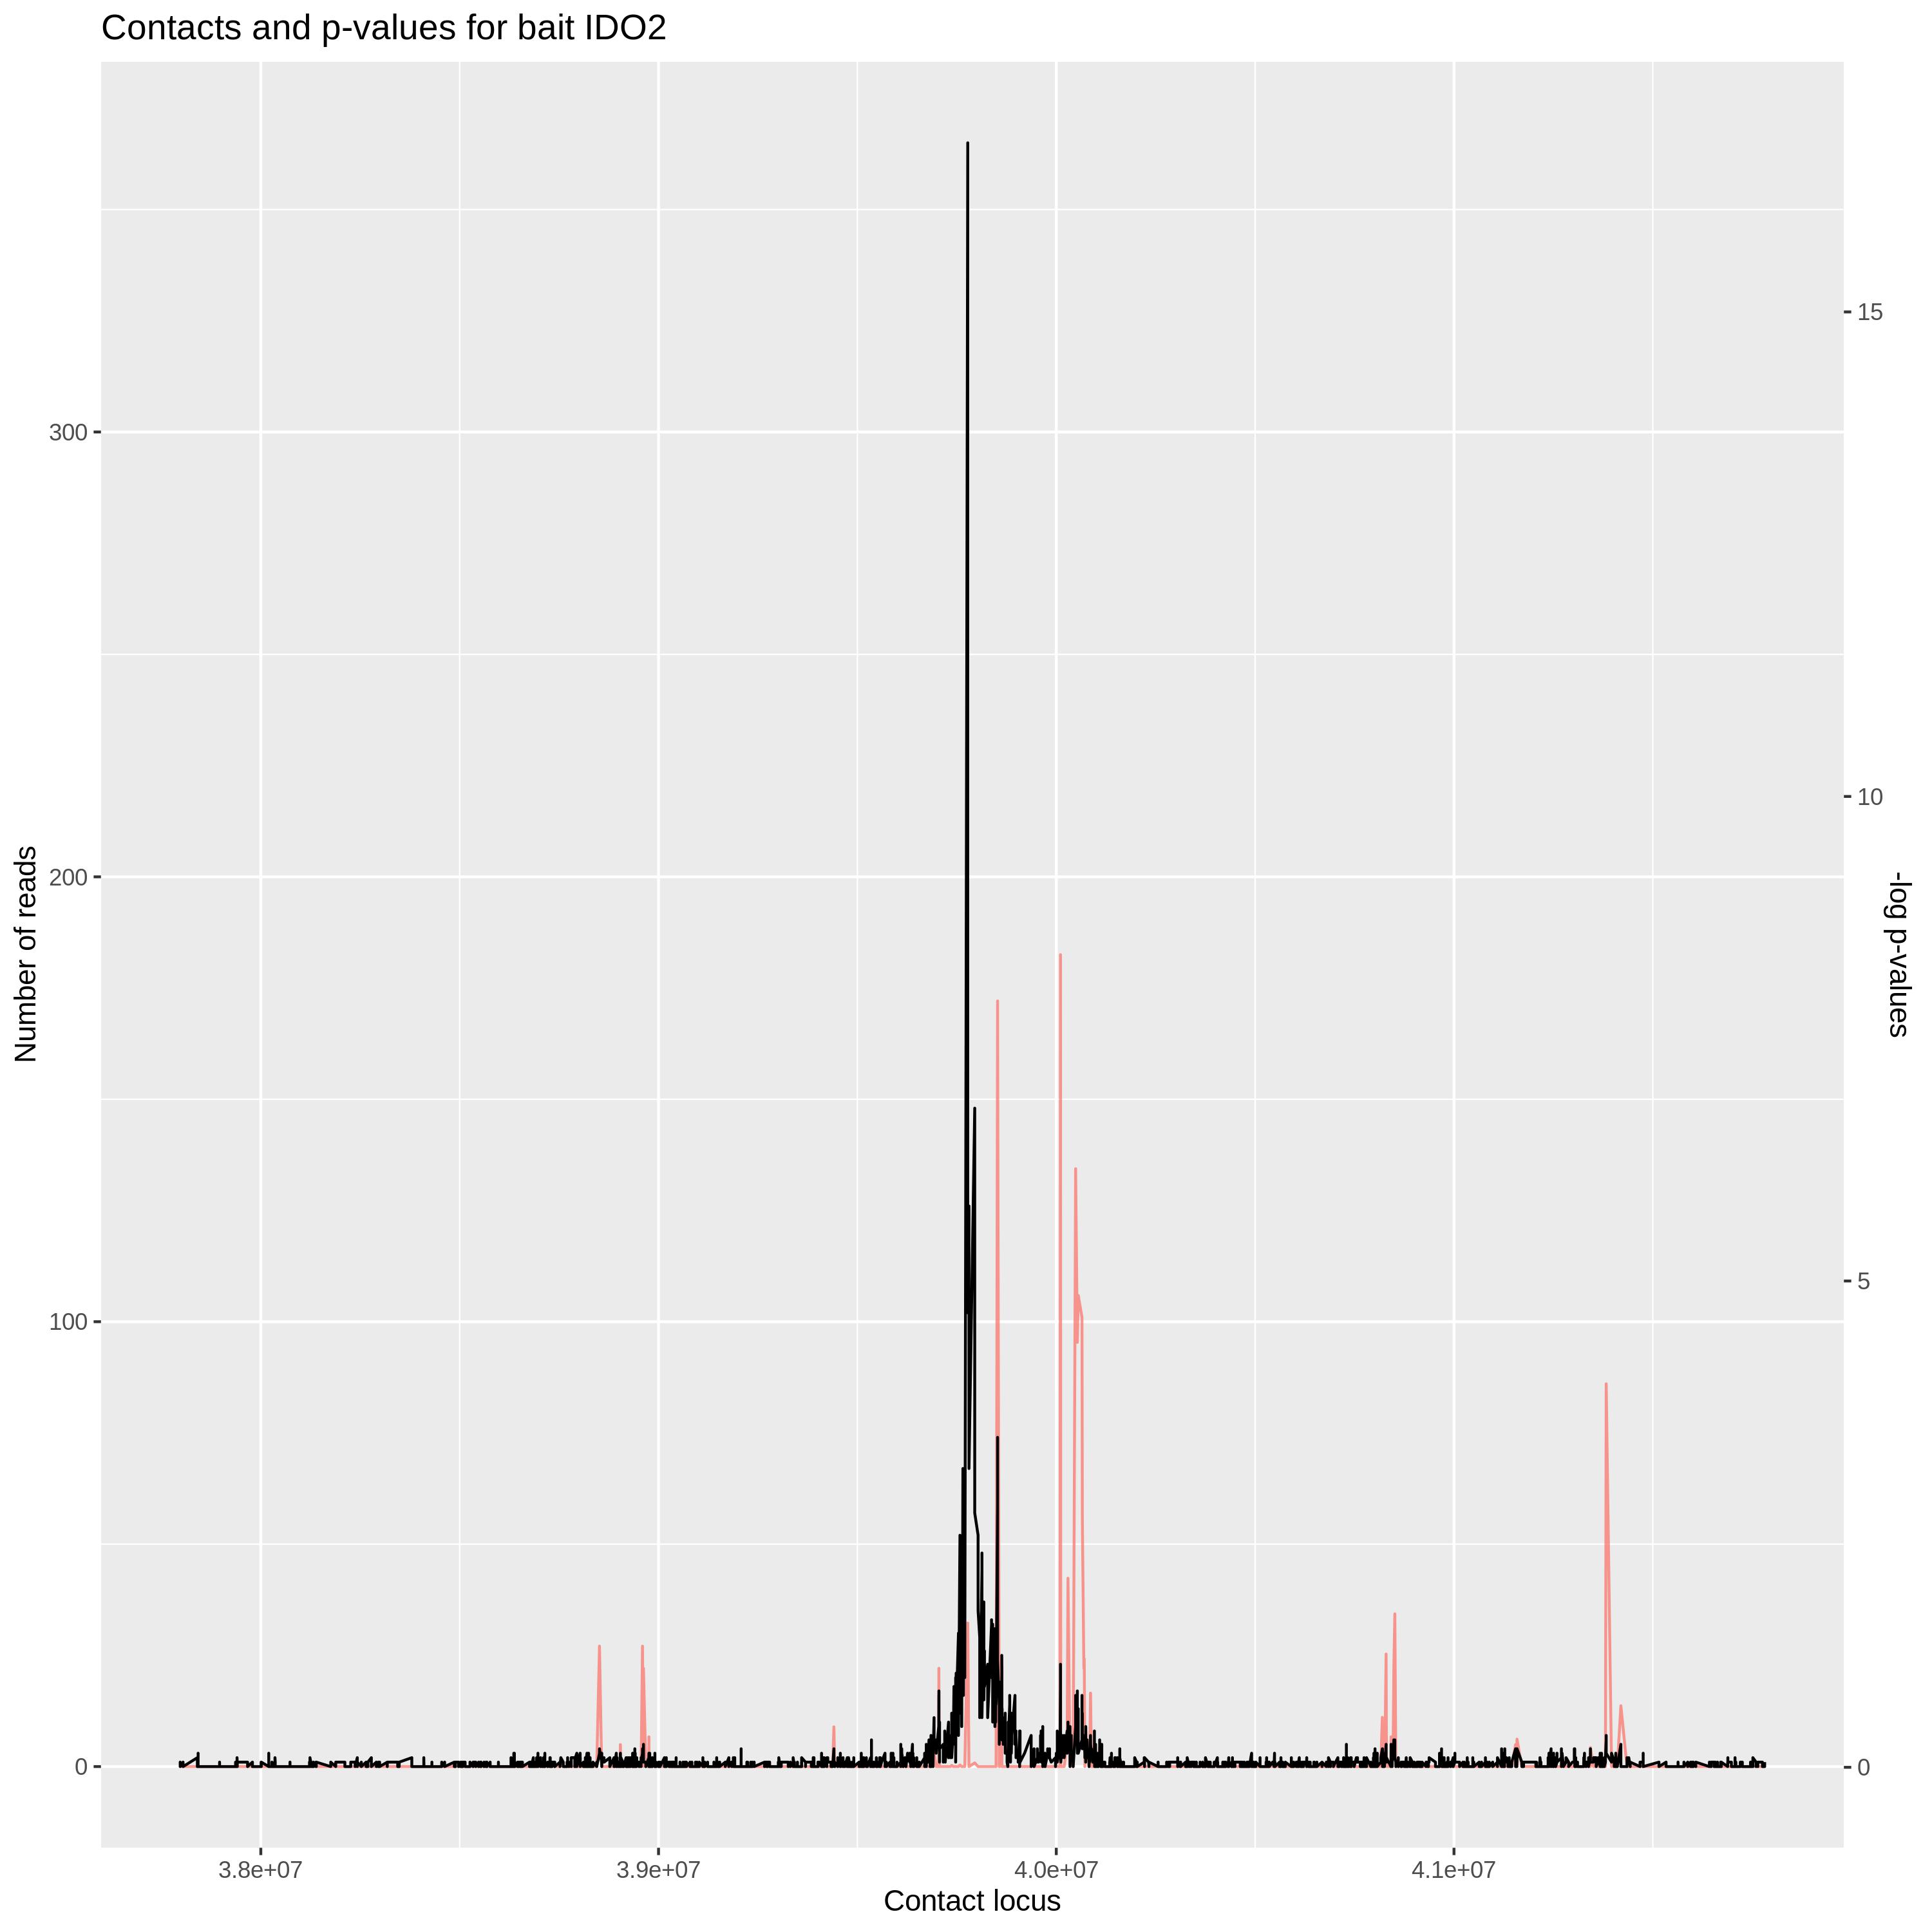 Contacts and p-values for bait IDO2
Number of reads
300
200
100
0
15
10
5
0
-log p-values
3.8e+07
3.9e+07
4.0e+07
4.1e+07
Contact locus